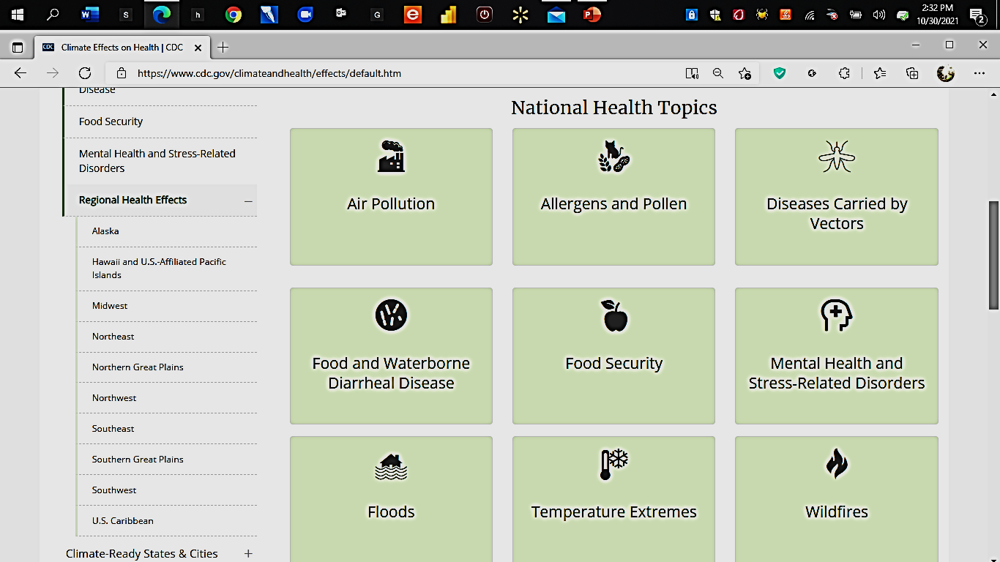 2:32 PM
10/30/2021
2
CDC Climate Effects on Health | CDC
https://www.cdc.gov/climateandhealth/effects/default.htm
Disease
Food Security
Mental Health and Stress-Related
Disorders
Regional Health Effects
Alaska
Hawaii and U.S.-Affiliated Pacific
Islands
Midwest
Northeast
Northern Great Plains
Northwest
Southeast
Southern Great Plains
Southwest
U.S. Caribbean
Climate-Ready States & Cities
National Health Topics
Air Pollution
Allergens and Pollen
Diseases Carried by
Vectors
Food and Waterborne
Diarrheal Disease
Food Security
Mental Health and
Stress-Related Disorders
Floods
Temperature Extremes
Wildfires